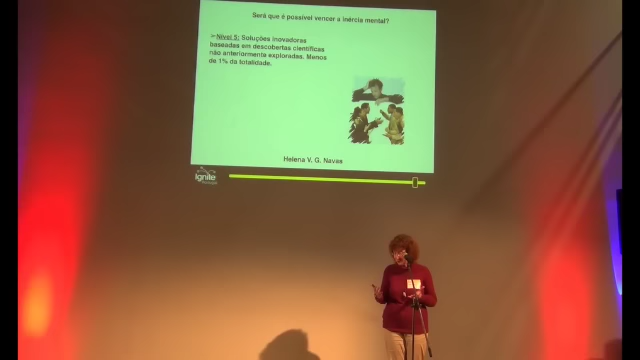 Será que é possível vencer a inércia mental?
➢Nível 5: Soluções inovadoras
baseadas em descobertas científicas
não anteriormente exploradas. Menos
de 1% da totalidade.
Helena V. G. Navas
ignite